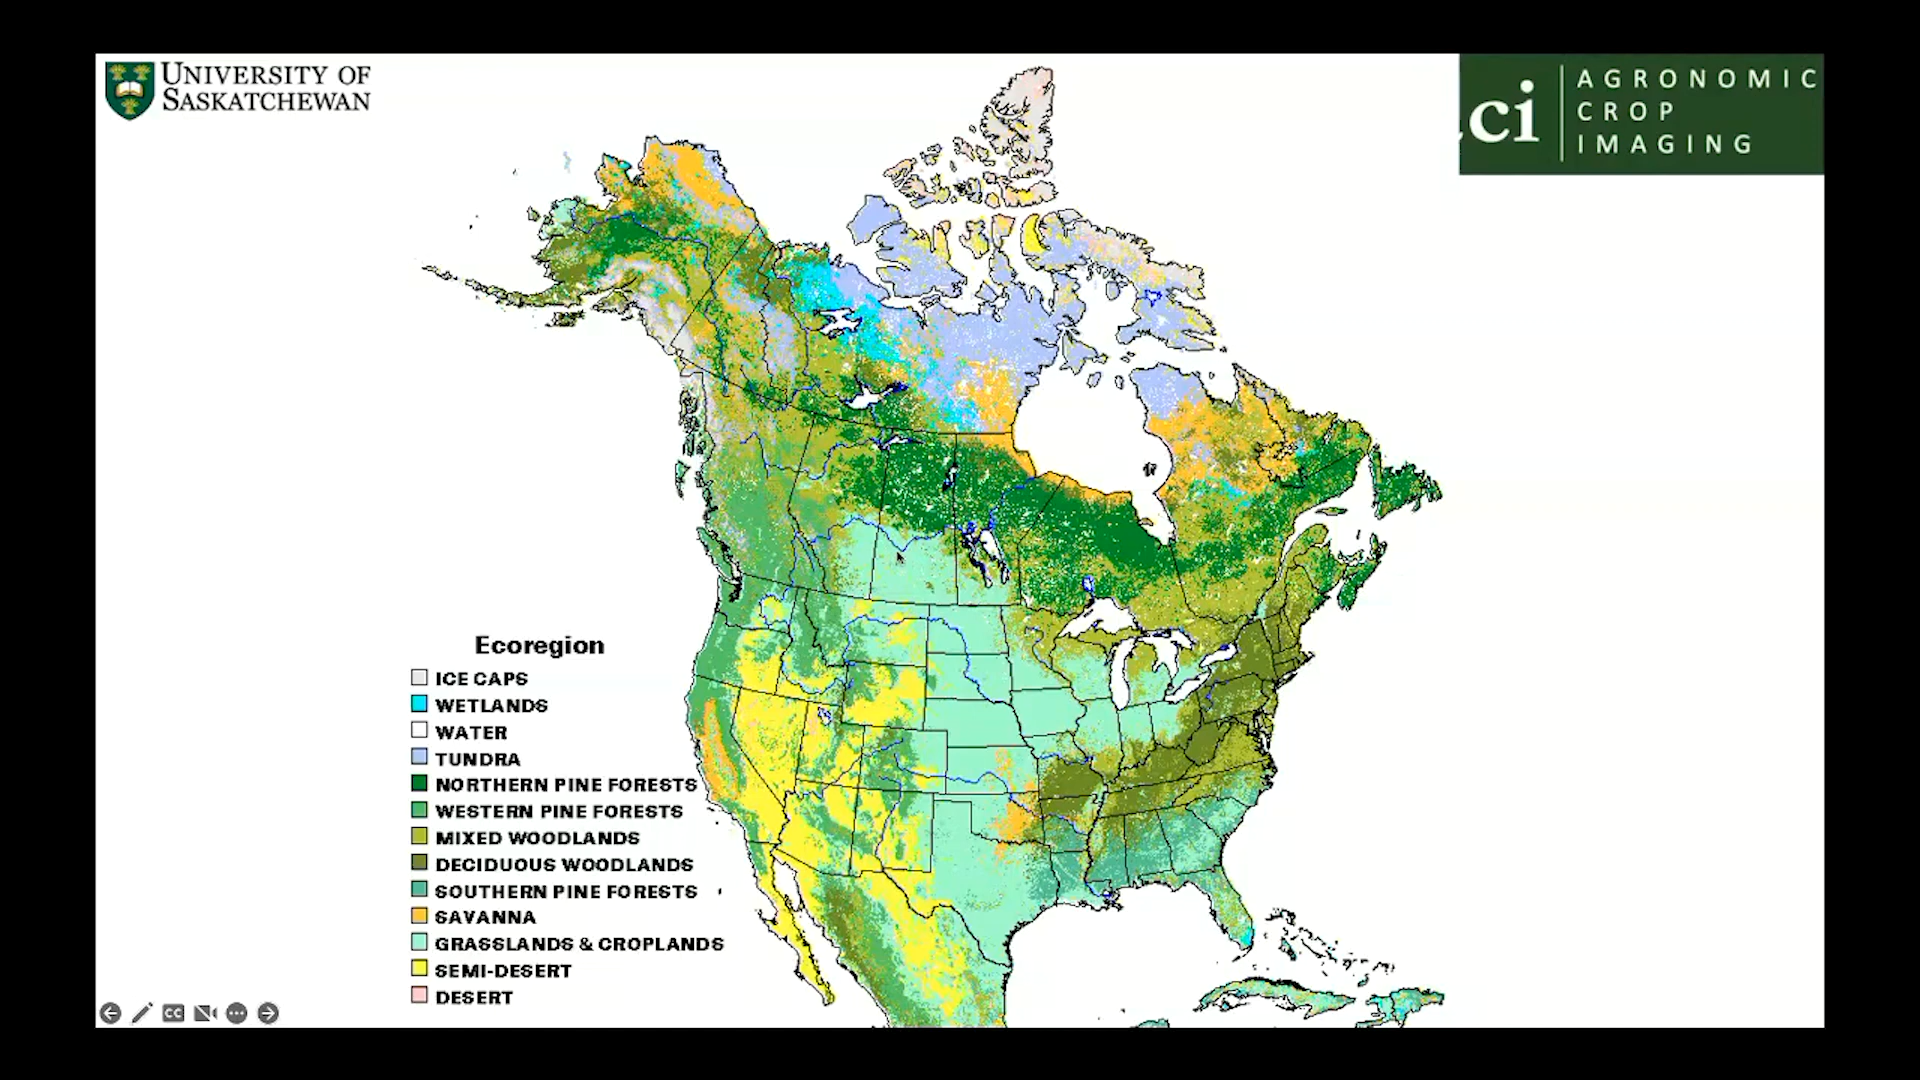 UNIVERSITY OF
SASKATCHEWAN
ci
AGRONOMIC
CROP
IMAGING
Ecoregion
ICE CAPS
WETLANDS
WATER
TUNDRA
NORTHERN PINE FORESTS
WESTERN PINE FORESTS
MIXED WOODLANDS
DECIDUOUS WOODLANDS
SOUTHERN PINE FORESTS
SAVANNA
GRASSLANDS & CROPLANDS
SEMI-DESERT
DESERT
CC